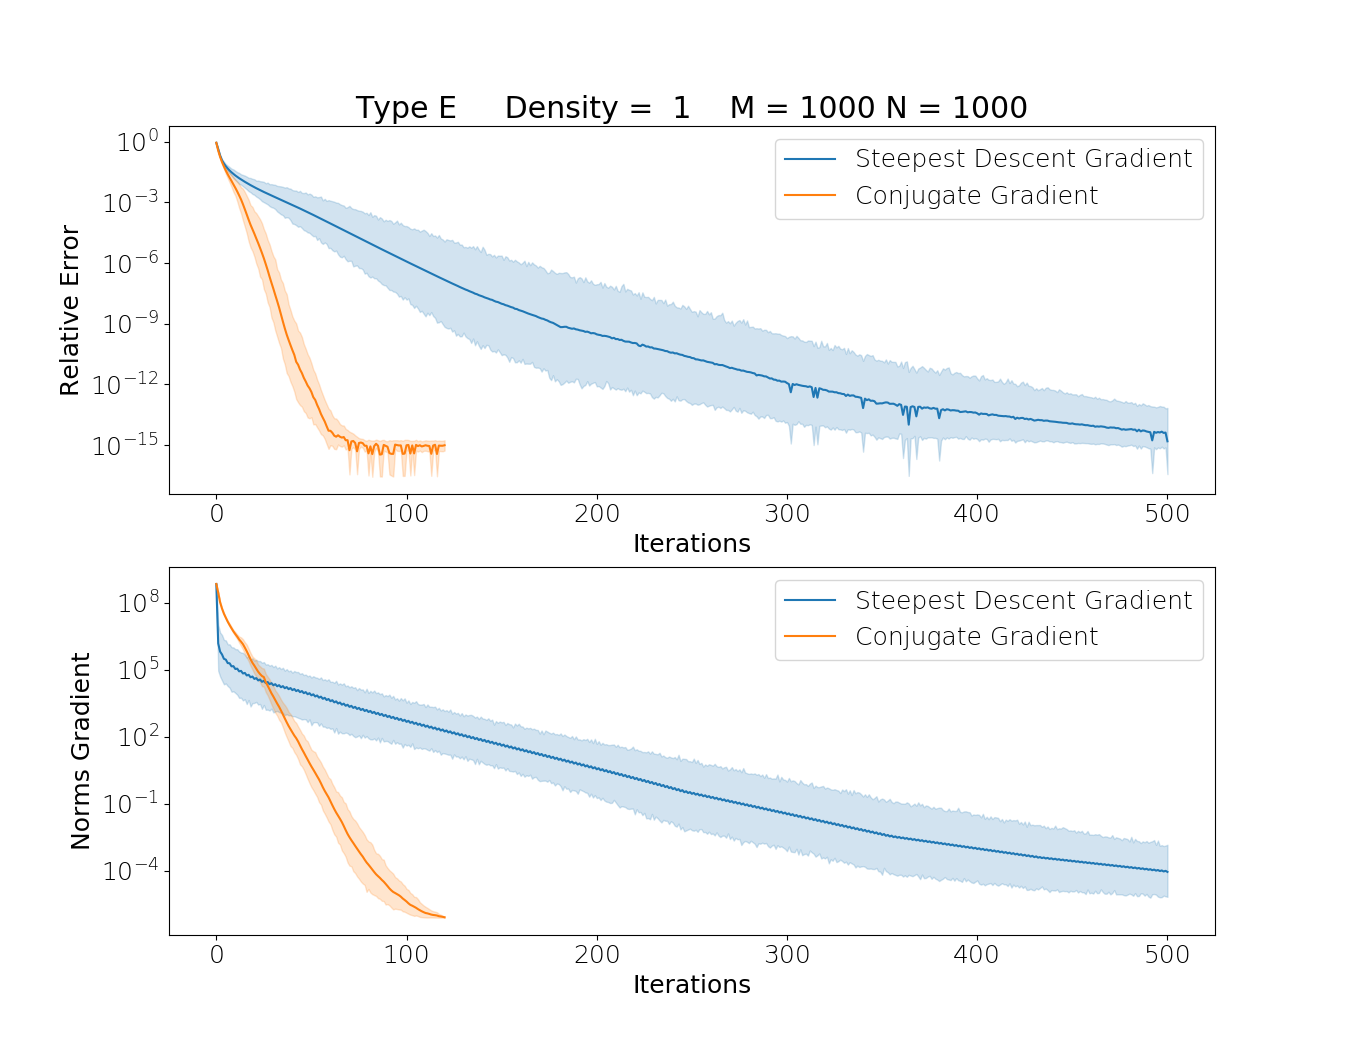 Type E Density = 1 M = 1000 N = 1000
10^0
10^-3
10^-6
10^-9
10^-12
10^-15
Relative Error
Steepest Descent Gradient
Conjugate Gradient
0 100 200 300 400 500
Iterations
10^8
10^5
10^2
10^-1
10^-4
Norms Gradient
Steepest Descent Gradient
Conjugate Gradient
0 100 200 300 400 500
Iterations